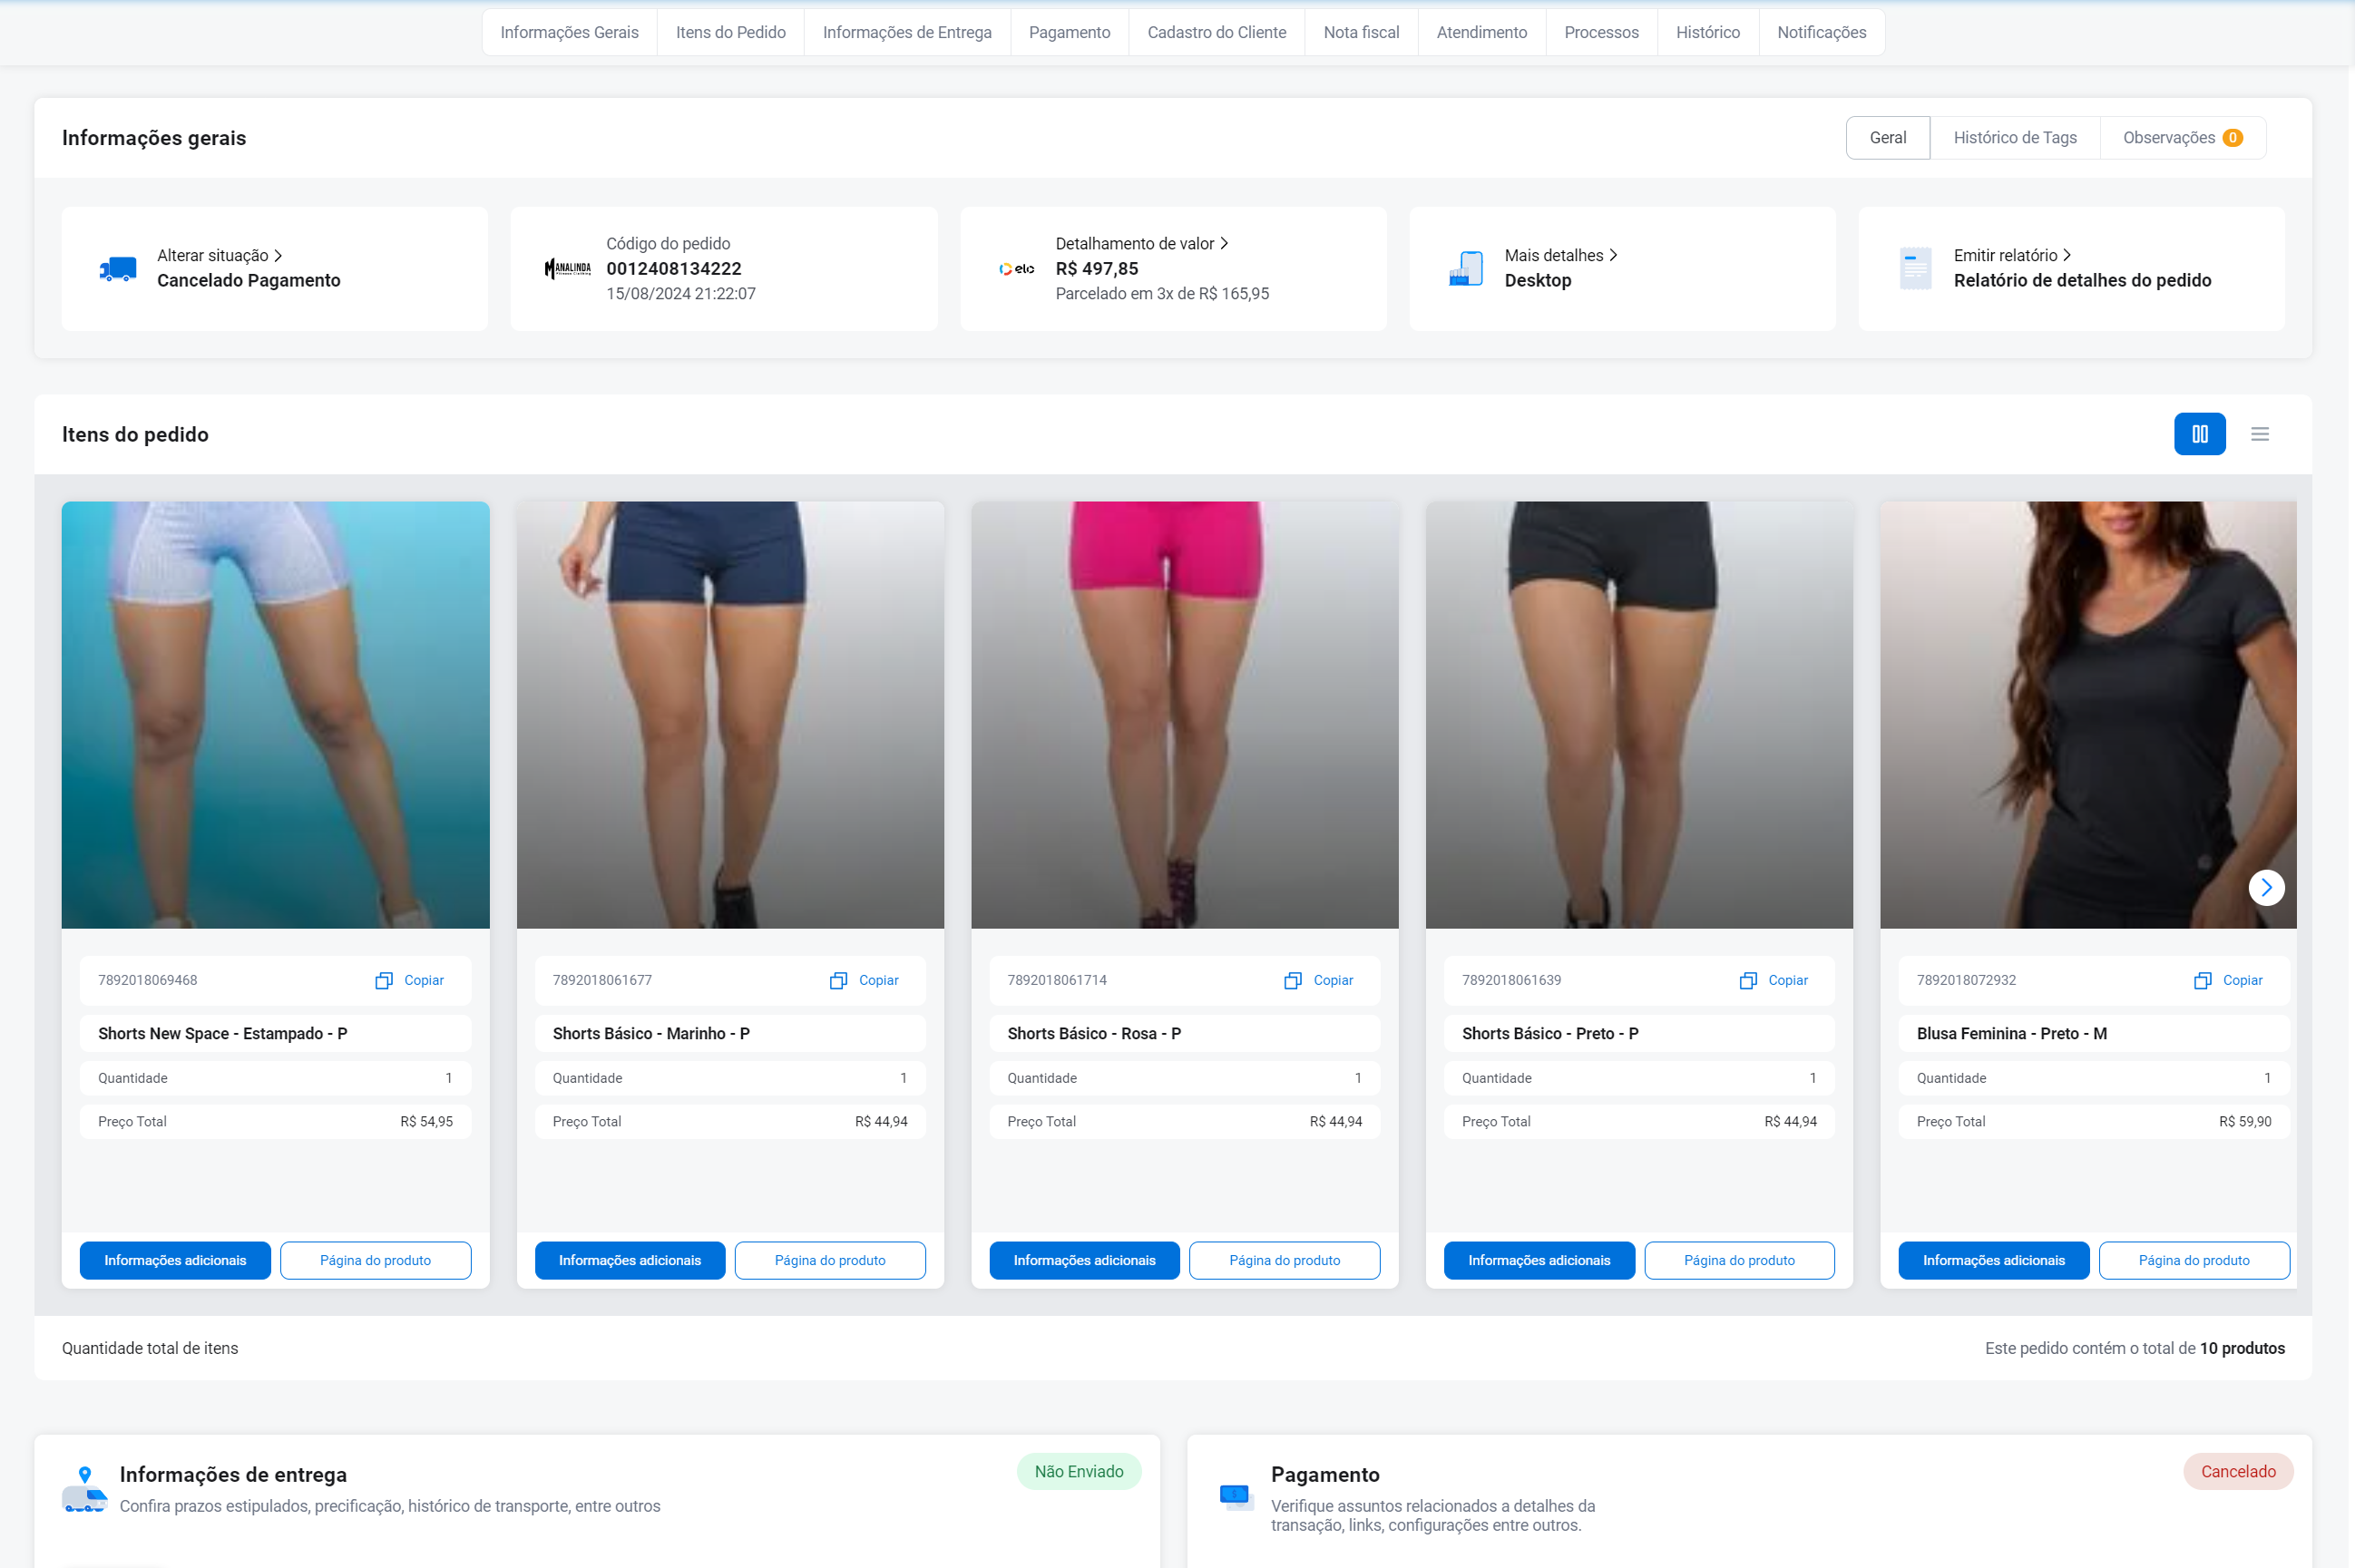 Informações Gerais
Itens do Pedido
Informações de Entrega
Pagamento
Cadastro do Cliente
Nota fiscal
Atendimento
Processos
Histórico
Notificações
Informações gerais
Geral
Histórico de Tags
Observações 0
Alterar situação
Cancelado Pagamento
MANALINDA
Código do pedido
0012408134222
15/08/2024 21:22:07
elo
Detalhamento de valor
R$ 497,85
Parcelado em 3x de R$ 165,95
Mais detalhes
Desktop
Emitir relatório
Relatório de detalhes do pedido
Itens do pedido
7892018069468 Copiar
Shorts New Space - Estampado - P
Quantidade 1
Preço Total R$ 54,95
Informações adicionais
Página do produto
7892018061677 Copiar
Shorts Básico - Marinho - P
Quantidade 1
Preço Total R$ 44,94
Informações adicionais
Página do produto
7892018061714 Copiar
Shorts Básico - Rosa - P
Quantidade 1
Preço Total R$ 44,94
Informações adicionais
Página do produto
7892018061639 Copiar
Shorts Básico - Preto - P
Quantidade 1
Preço Total R$ 44,94
Informações adicionais
Página do produto
7892018072932 Copiar
Blusa Feminina - Preto - M
Quantidade 1
Preço Total R$ 59,90
Informações adicionais
Página do produto
Quantidade total de itens
Este pedido contém o total de 10 produtos
Informações de entrega
Não Enviado
Confira prazos estipulados, precificação, histórico de transporte, entre outros
Pagamento
Cancelado
Verifique assuntos relacionados a detalhes da
transação, links, configurações entre outros.